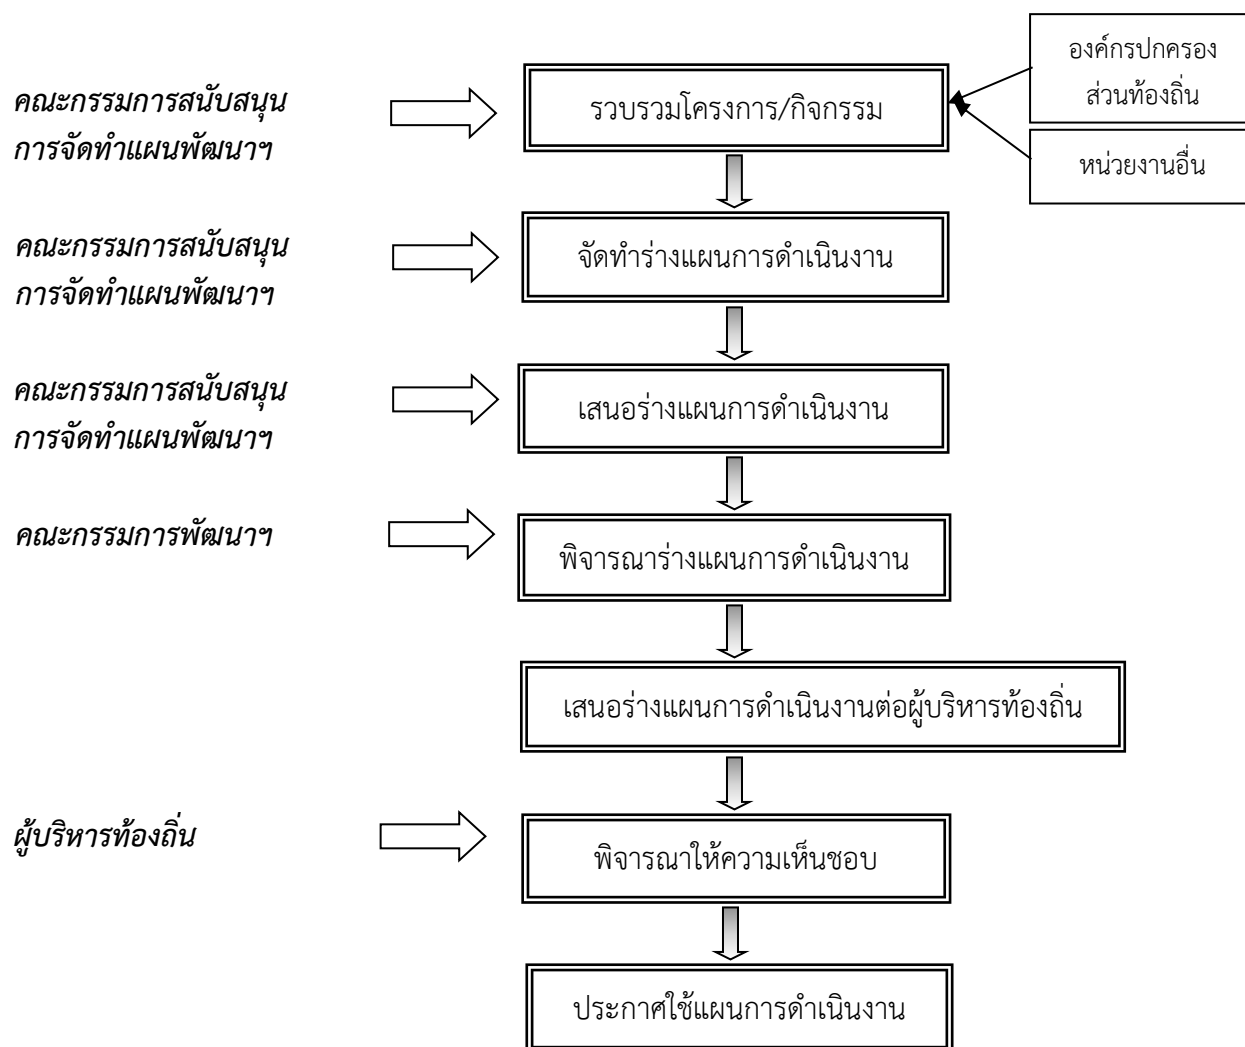 องค์กรปกครอง
ส่วนท้องถิ่น
คณะกรรมการสนับสนุน
การจัดทำแผนพัฒนาฯ
รวบรวมโครงการ/กิจกรรม
หน่วยงานอื่น
คณะกรรมการสนับสนุน
การจัดทำแผนพัฒนาฯ
จัดทำร่างแผนการดำเนินงาน
คณะกรรมการสนับสนุน
การจัดทำแผนพัฒนาฯ
เสนอร่างแผนการดำเนินงาน
คณะกรรมการพัฒนาฯ
พิจารณาร่างแผนการดำเนินงาน
เสนอร่างแผนการดำเนินงานต่อผู้บริหารท้องถิ่น
ผู้บริหารท้องถิ่น
พิจารณาให้ความเห็นชอบ
ประกาศใช้แผนการดำเนินงาน